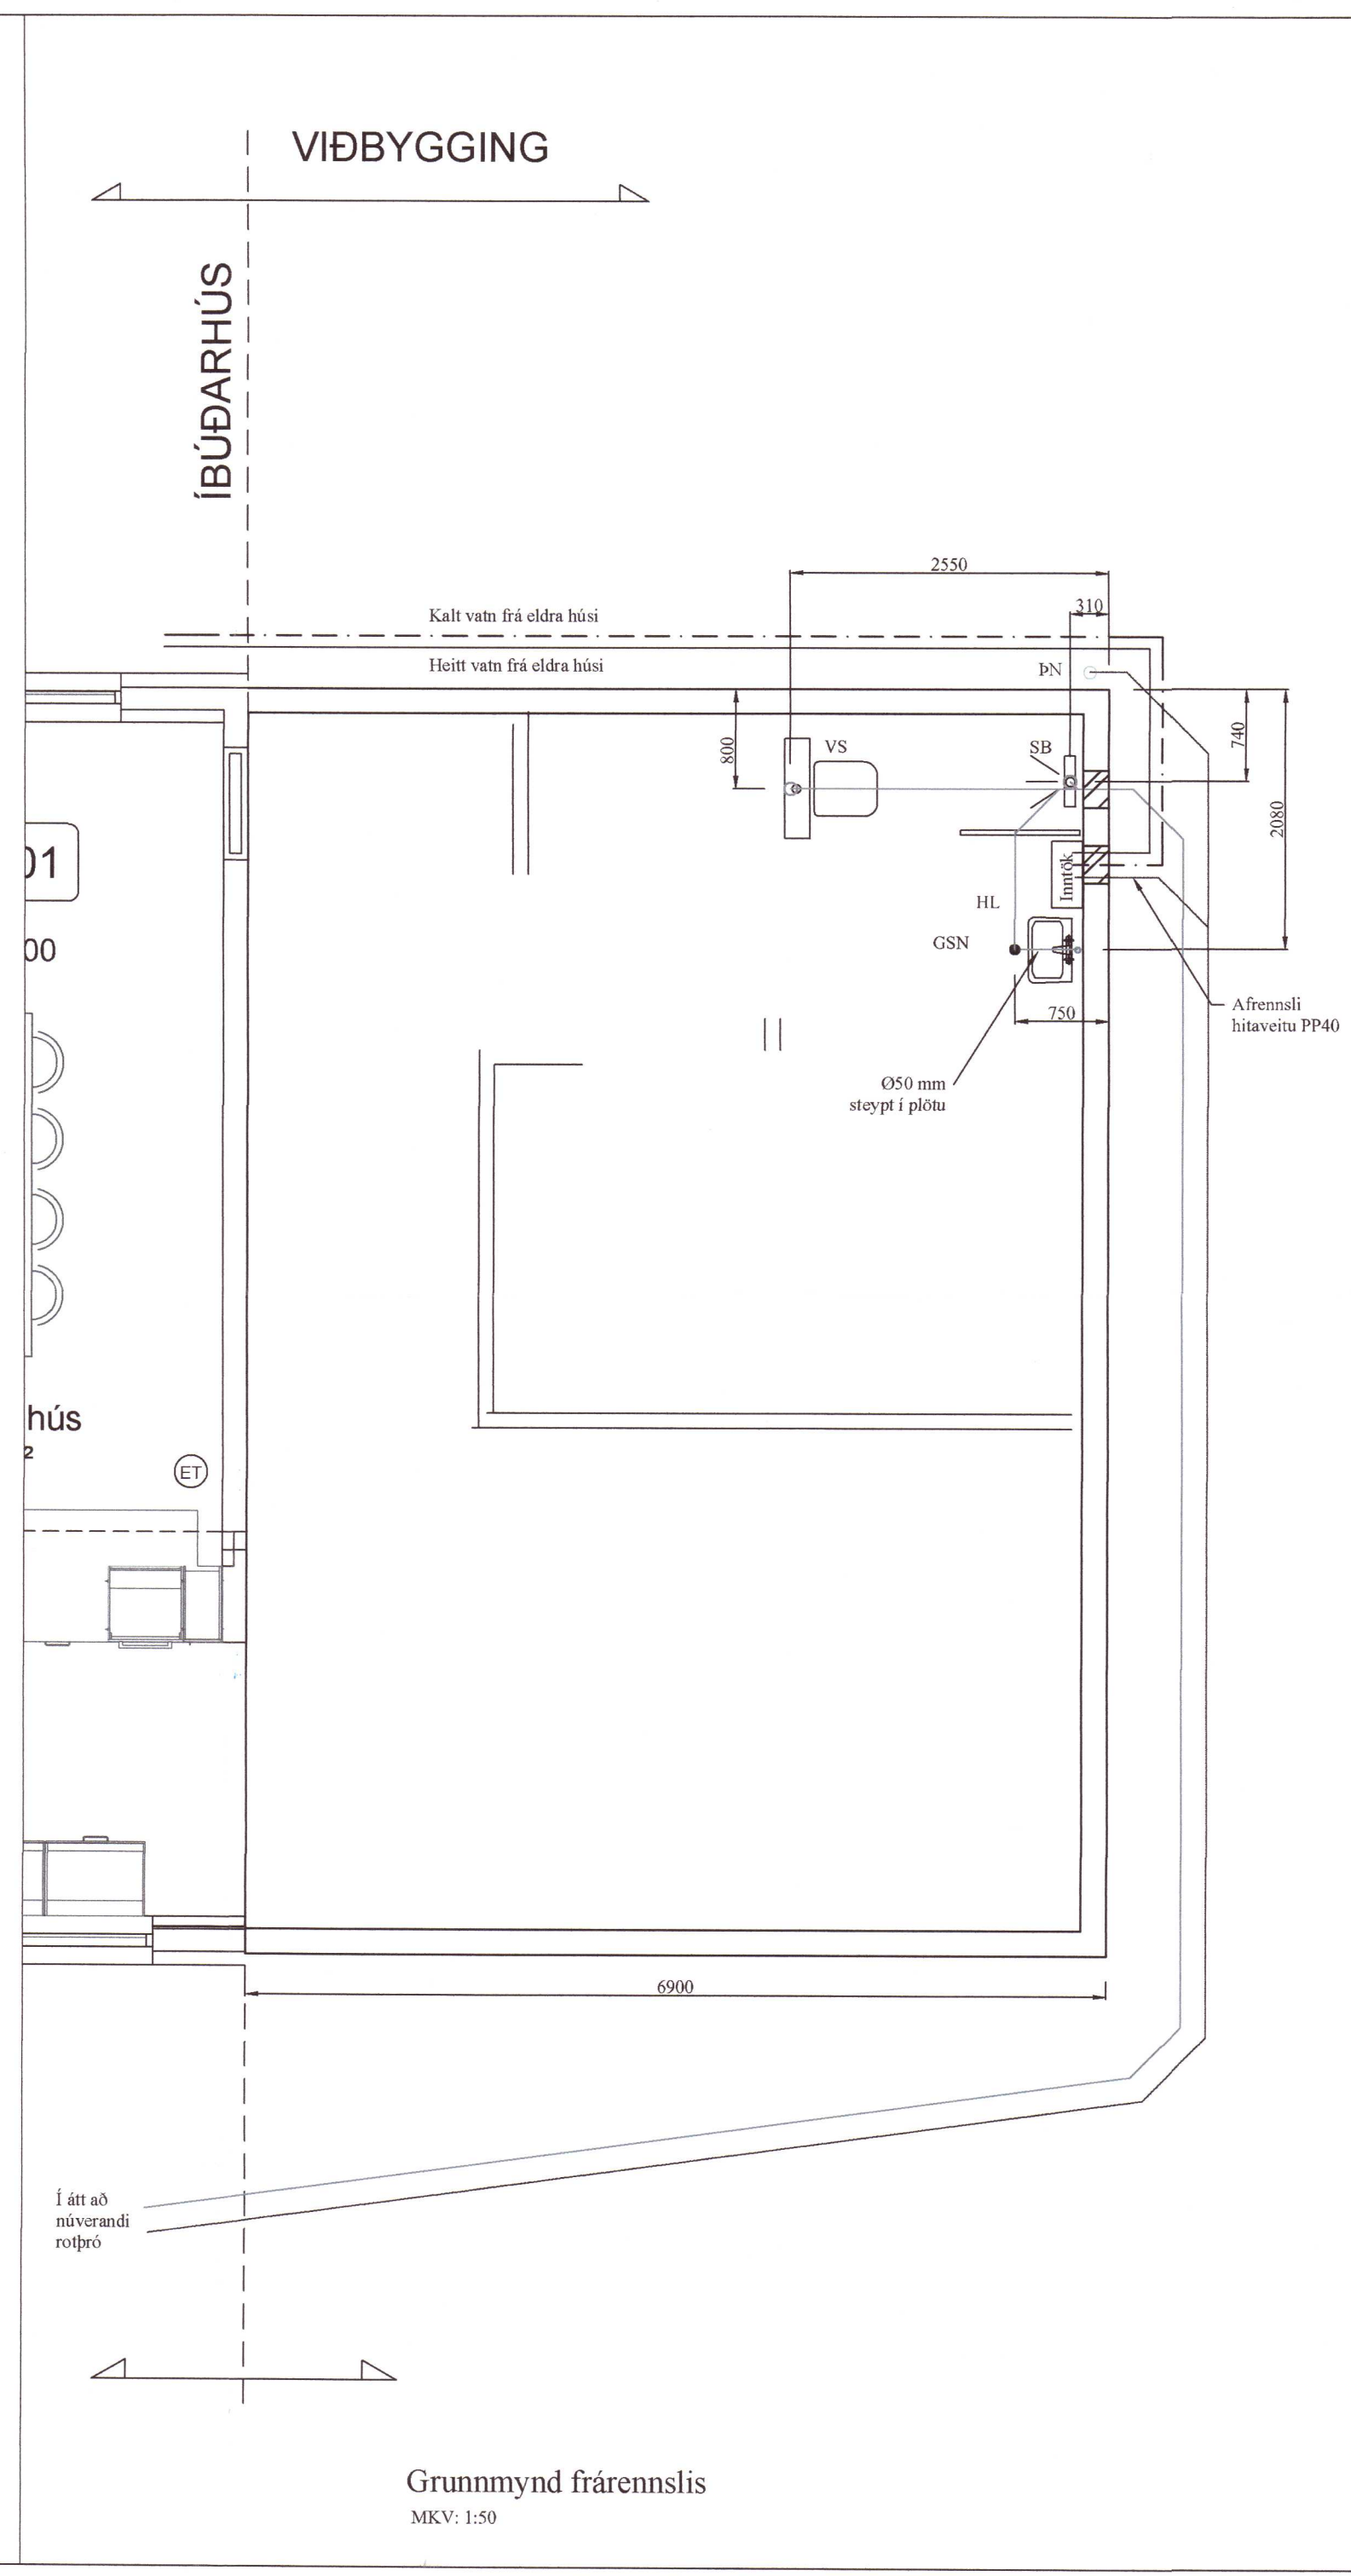 VIÐBYGGING
ÍBÚÐARHÚS
2550
310
Kalt vatn frá eldra húsi
Heitt vatn frá eldra húsi
ÞN
800
VS
SB
740
2080
01
Inntök
HL
GSN
00
750
Afrennsli
hitaveitu PP40
Ø50 mm
steypt í plötu
hús
2
ET
6900
Í átt að
núverandi
rotþró
Grunnmynd frárennslis
MKV: 1:50